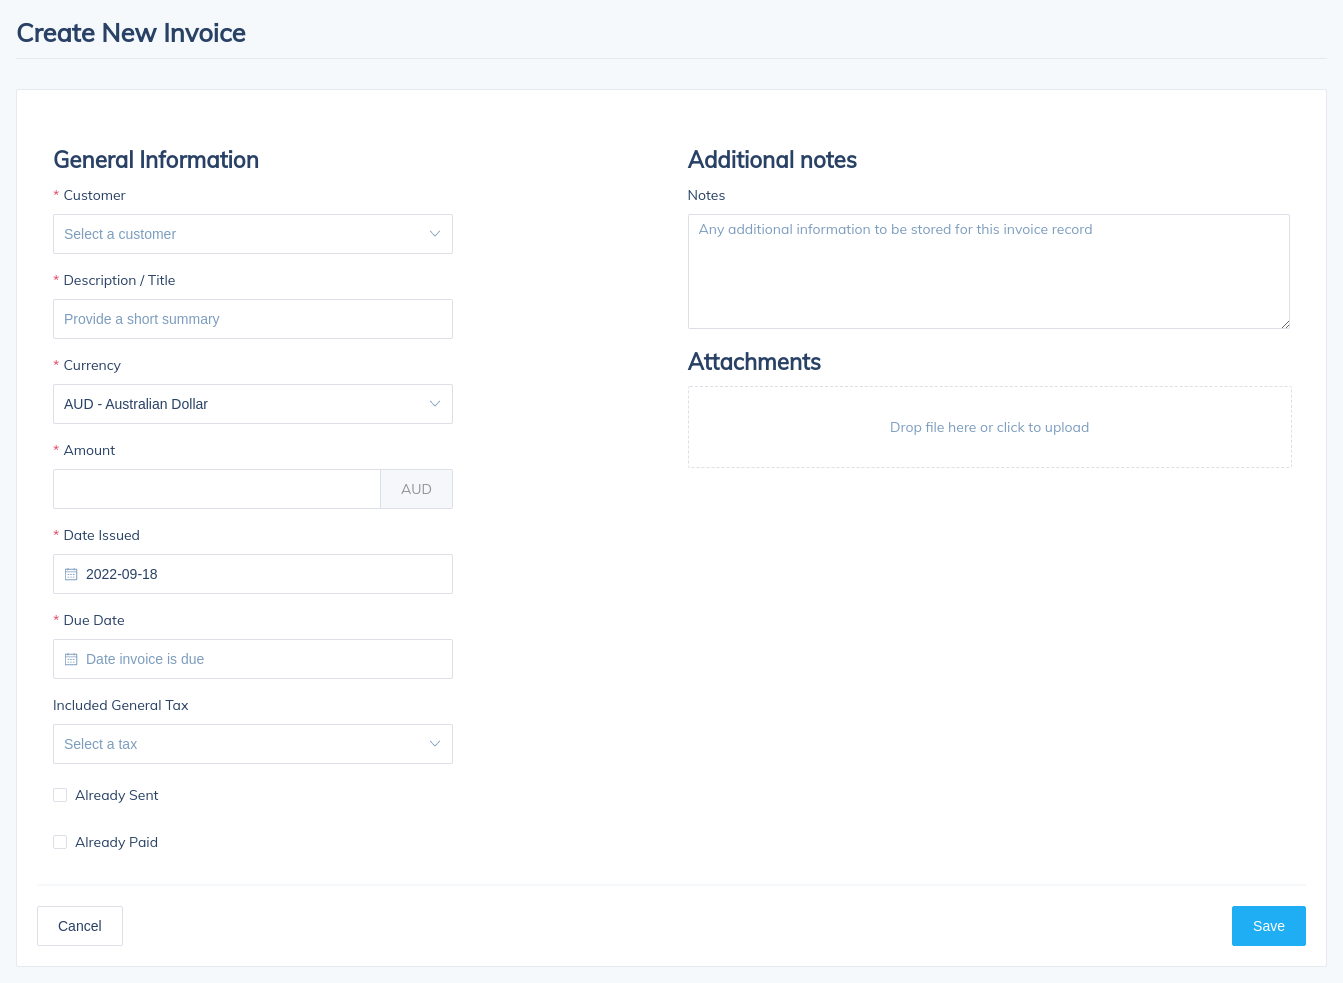 Create New Invoice
General Information
* Customer
Select a customer
* Description / Title
Provide a short summary
* Currency
AUD - Australian Dollar
* Amount
AUD
* Date Issued
2022-09-18
* Due Date
Date invoice is due
Included General Tax
Select a tax
Already Sent
Already Paid
Additional notes
Notes
Any additional information to be stored for this invoice record
Attachments
Drop file here or click to upload
Cancel
Save